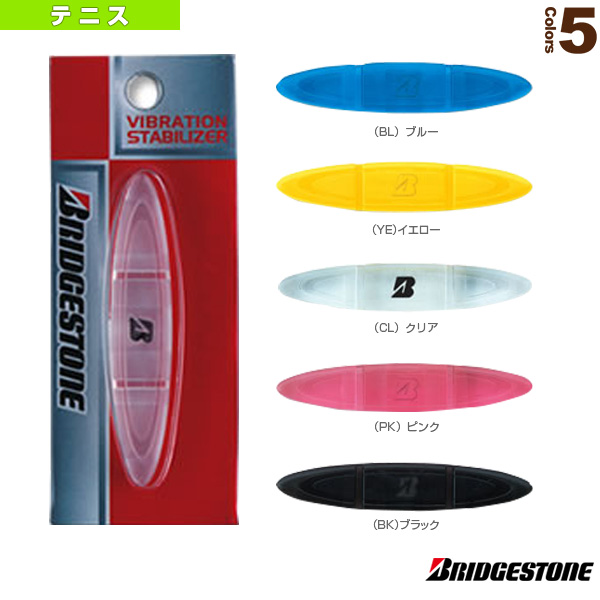 テニス
5
Colors
VIBRATION
STABILIZER
BRIDGESTONE
B
(BL) ブルー
(YE)イエロー
B
(CL) クリア
(PK) ピンク
B
(BK)ブラック
BRIDGESTONE